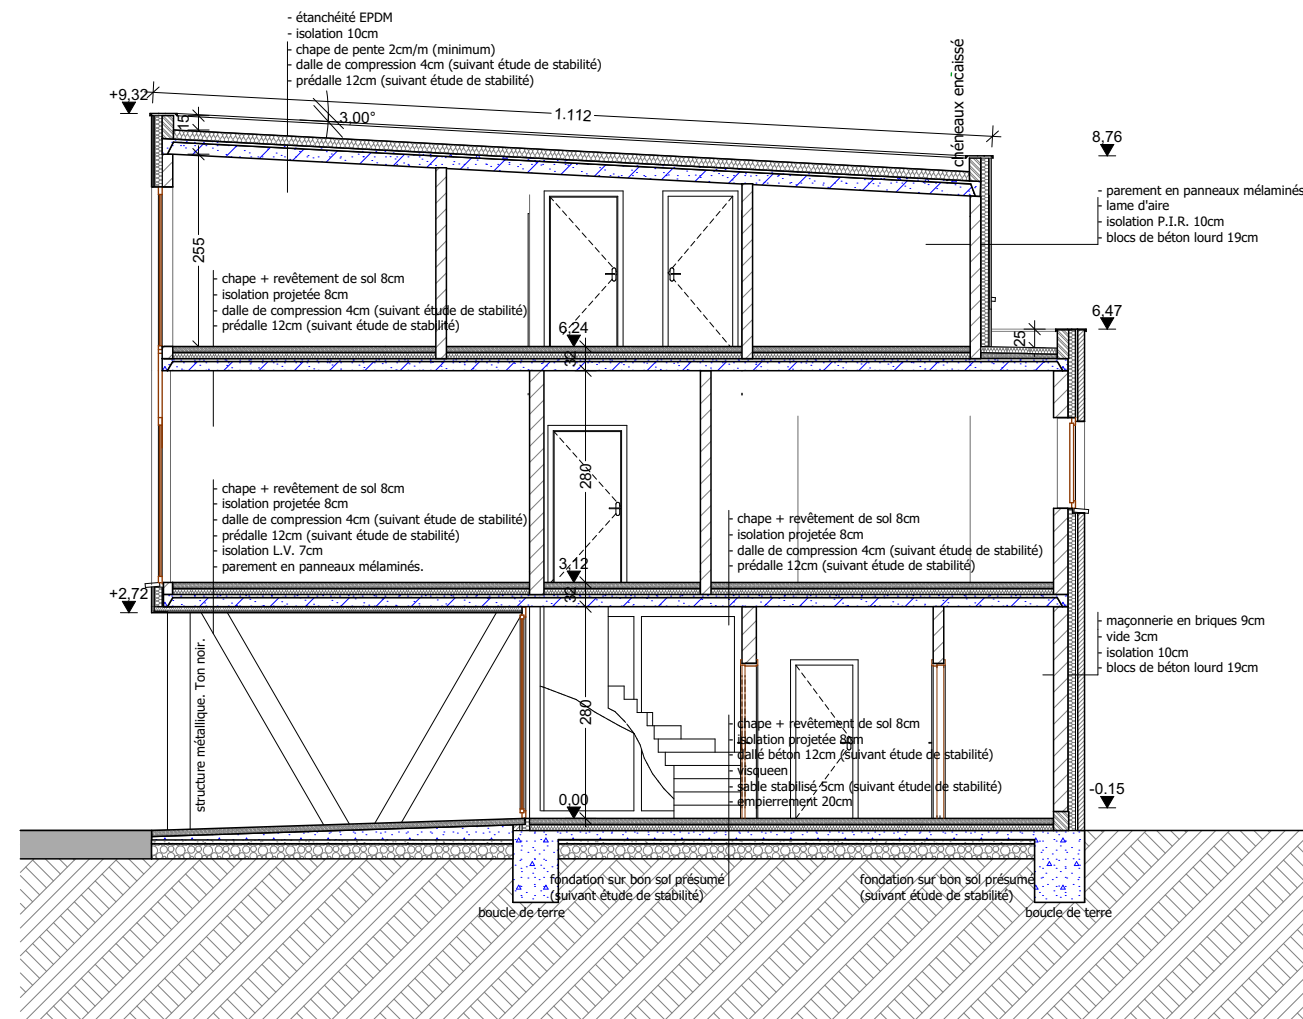 - étanchéité EPDM
- isolation 10cm
- chape de pente 2cm/m (minimum)
- dalle de compression 4cm (suivant étude de stabilité)
- prédalle 12cm (suivant étude de stabilité)
chéneaux encaissé
+9,32
15
3,00°
1.112
8,76
- parement en panneaux mélaminés
- lame d'aire
- isolation P.I.R. 10cm
- blocs de béton lourd 19cm
255
- chape + revêtement de sol 8cm
- isolation projetée 8cm
- dalle de compression 4cm (suivant étude de stabilité)
- prédalle 12cm (suivant étude de stabilité)
6,24
32
6,47
25
280
- chape + revêtement de sol 8cm
- isolation projetée 8cm
- dalle de compression 4cm (suivant étude de stabilité)
- prédalle 12cm (suivant étude de stabilité)
- isolation L.V. 7cm
- parement en panneaux mélaminés.
- chape + revêtement de sol 8cm
- isolation projetée 8cm
- dalle de compression 4cm (suivant étude de stabilité)
- prédalle 12cm (suivant étude de stabilité)
3,12
32
+2,72
- maçonnerie en briques 9cm
- vide 3cm
- isolation 10cm
- blocs de béton lourd 19cm
structure métallique. Ton noir.
280
- chape + revêtement de sol 8cm
- isolation projetée 8cm
- dallé béton 12cm (suivant étude de stabilité)
- visqueen
- sable stabilisé 5cm (suivant étude de stabilité)
- empierrement 20cm
0,00
-0.15
fondation sur bon sol présumé
(suivant étude de stabilité)
boucle de terre
fondation sur bon sol présumé
(suivant étude de stabilité)
boucle de terre